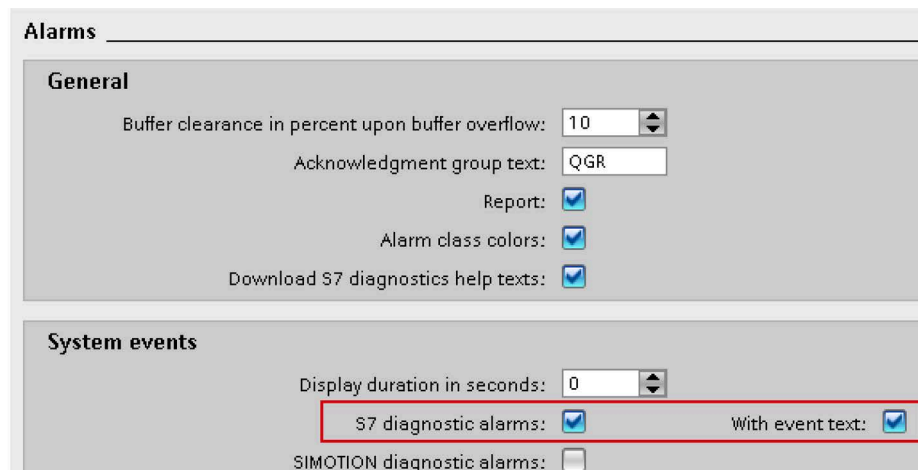 Alarms
General
Buffer clearance in percent upon buffer overflow: 10
Acknowledgment group text: QGR
Report:
Alarm class colors:
Download S7 diagnostics help texts:
System events
Display duration in seconds: 0
S7 diagnostic alarms: With event text:
SIMOTION diagnostic alarms: